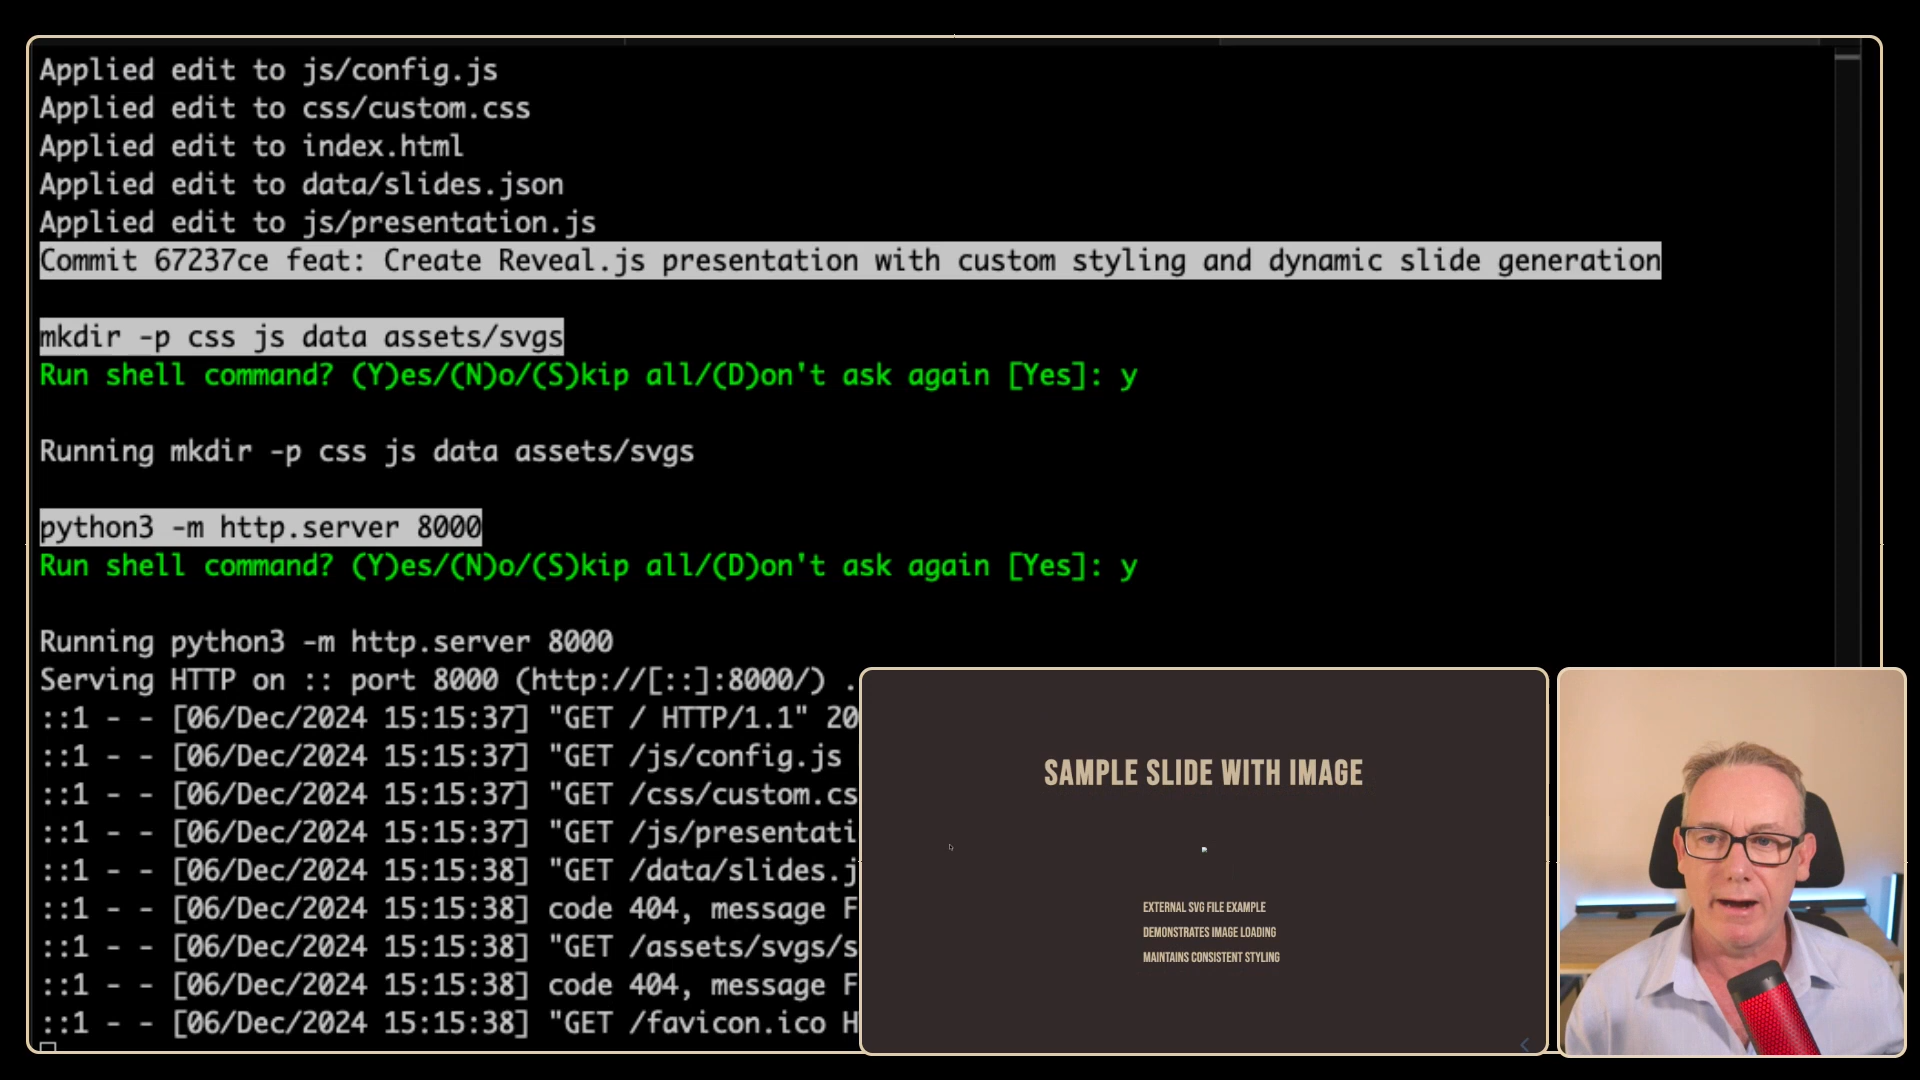 Applied edit to js/config.js
Applied edit to css/custom.css
Applied edit to index.html
Applied edit to data/slides.json
Applied edit to js/presentation.js
Commit 67237ce feat: Create Reveal.js presentation with custom styling and dynamic slide generation
mkdir -p css js data assets/svgs
Run shell command? (Y)es/(N)o/(S)kip all/(D)on't ask again [Yes]: y
Running mkdir -p css js data assets/svgs
python3 -m http.server 8000
Run shell command? (Y)es/(N)o/(S)kip all/(D)on't ask again [Yes]: y
Running python3 -m http.server 8000
Serving HTTP on :: port 8000 (http://[::]:8000/) .
::1 - - [06/Dec/2024 15:15:37] "GET / HTTP/1.1" 20
::1 - - [06/Dec/2024 15:15:37] "GET /js/config.js
::1 - - [06/Dec/2024 15:15:37] "GET /css/custom.cs
::1 - - [06/Dec/2024 15:15:37] "GET /js/presentati
::1 - - [06/Dec/2024 15:15:38] "GET /data/slides.j
::1 - - [06/Dec/2024 15:15:38] code 404, message F
::1 - - [06/Dec/2024 15:15:38] "GET /assets/svgs/s
::1 - - [06/Dec/2024 15:15:38] code 404, message F
::1 - - [06/Dec/2024 15:15:38] "GET /favicon.ico H
SAMPLE SLIDE WITH IMAGE
EXTERNAL SVG FILE EXAMPLE
DEMONSTRATES IMAGE LOADING
MAINTAINS CONSISTENT STYLING